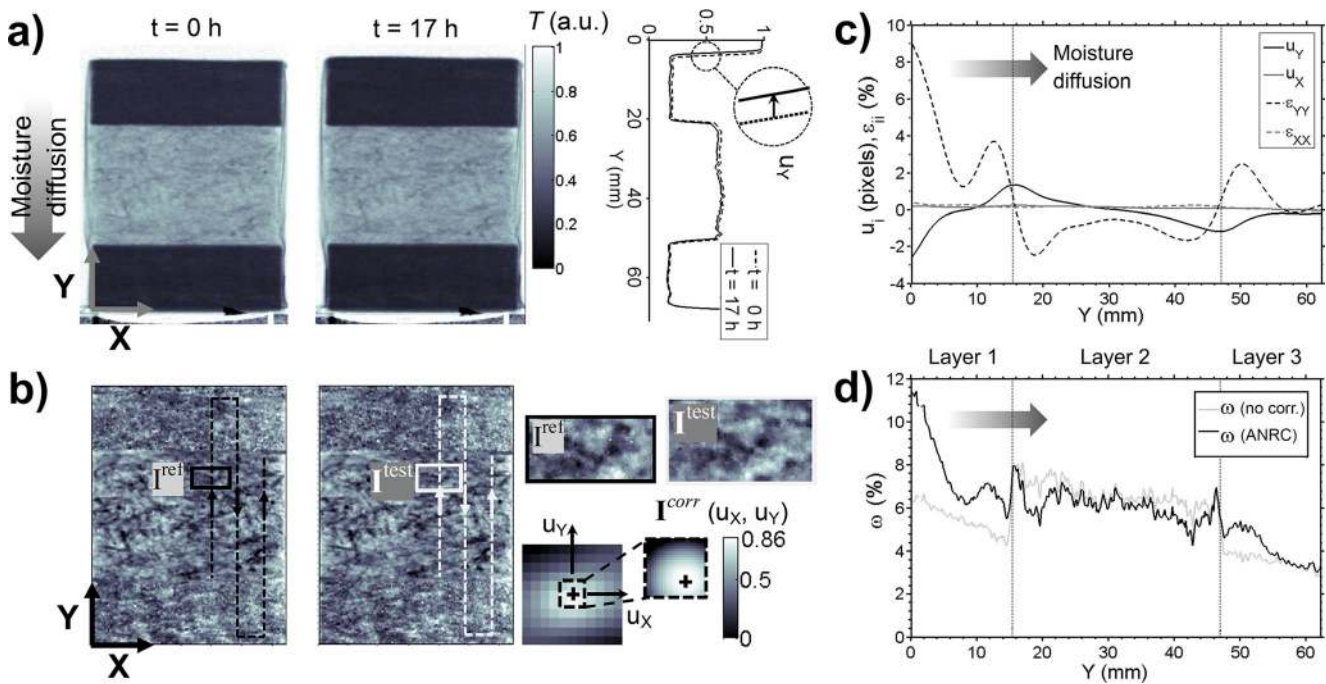 a)
t = 0 h
t = 17 h
T (a.u.)
1
0.8
0.6
0.4
0.2
0
Moisture
diffusion
Y
X
0.5
1
0
20
40
60
Y (mm)
u_Y
t = 0 h
t = 17 h
b)
I^ref
I^test
Y
X
I^ref
I^test
I^corr (u_X, u_Y)
u_Y
u_X
0.86
0.5
0
c)
u_i (pixels), ε_ii (%)
10
8
6
4
2
0
-2
-4
Moisture
diffusion
u_Y
u_X
ε_YY
ε_XX
0
10
20
30
40
50
60
Y (mm)
d)
Layer 1
Layer 2
Layer 3
ω (%)
12
10
8
6
4
2
0
ω (no corr.)
ω (ANRC)
0
10
20
30
40
50
60
Y (mm)